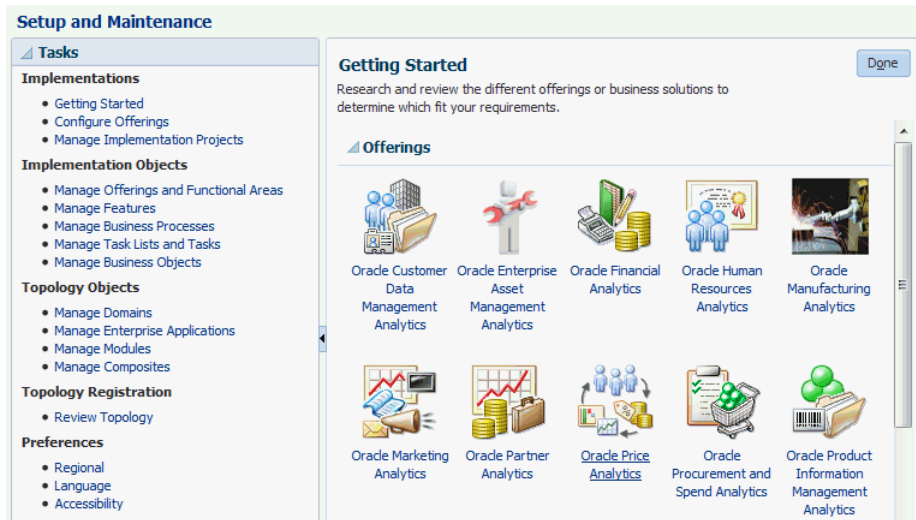 Setup and Maintenance
Tasks
Implementations
Getting Started
Configure Offerings
Manage Implementation Projects
Implementation Objects
Manage Offerings and Functional Areas
Manage Features
Manage Business Processes
Manage Task Lists and Tasks
Manage Business Objects
Topology Objects
Manage Domains
Manage Enterprise Applications
Manage Modules
Manage Composites
Topology Registration
Review Topology
Preferences
Regional
Language
Accessibility
Getting Started
Done
Research and review the different offerings or business solutions to
determine which fit your requirements.
Offerings
Oracle Customer
Data
Management
Analytics
Oracle Enterprise
Asset
Management
Analytics
Oracle Financial
Analytics
Oracle Human
Resources
Analytics
Oracle
Manufacturing
Analytics
Oracle Marketing
Analytics
Oracle Partner
Analytics
Oracle Price
Analytics
Oracle
Procurement and
Spend Analytics
Oracle Product
Information
Management
Analytics